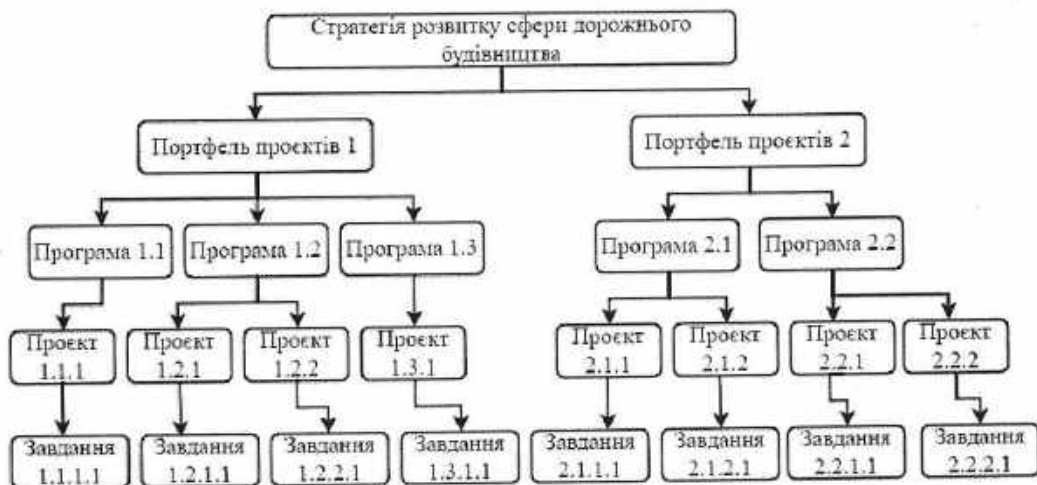 Стратегія розвитку сфери дорожнього
будівництва
Портфель проєктів 1
Портфель проєктів 2
Програма 1.1
Програма 1.2
Програма 1.3
Програма 2.1
Програма 2.2
Проєкт
1.1.1
Проєкт
1.2.1
Проєкт
1.2.2
Проєкт
1.3.1
Проєкт
2.1.1
Проєкт
2.1.2
Проєкт
2.2.1
Проєкт
2.2.2
Завдання
1.1.1.1
Завдання
1.2.1.1
Завдання
1.2.2.1
Завдання
1.3.1.1
Завдання
2.1.1.1
Завдання
2.1.2.1
Завдання
2.2.1.1
Завдання
2.2.2.1